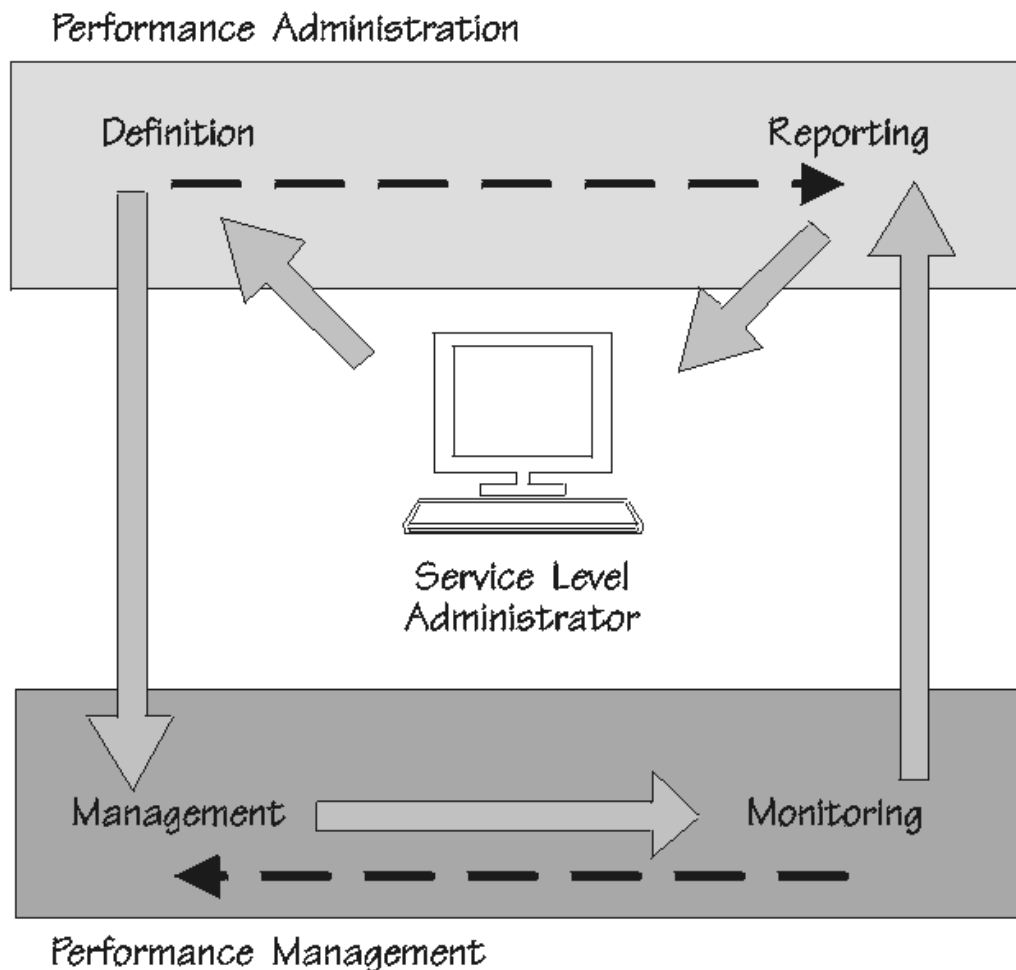 Performance Administration
Definition
Reporting
Service Level
Administrator
Management
Monitoring
Performance Management